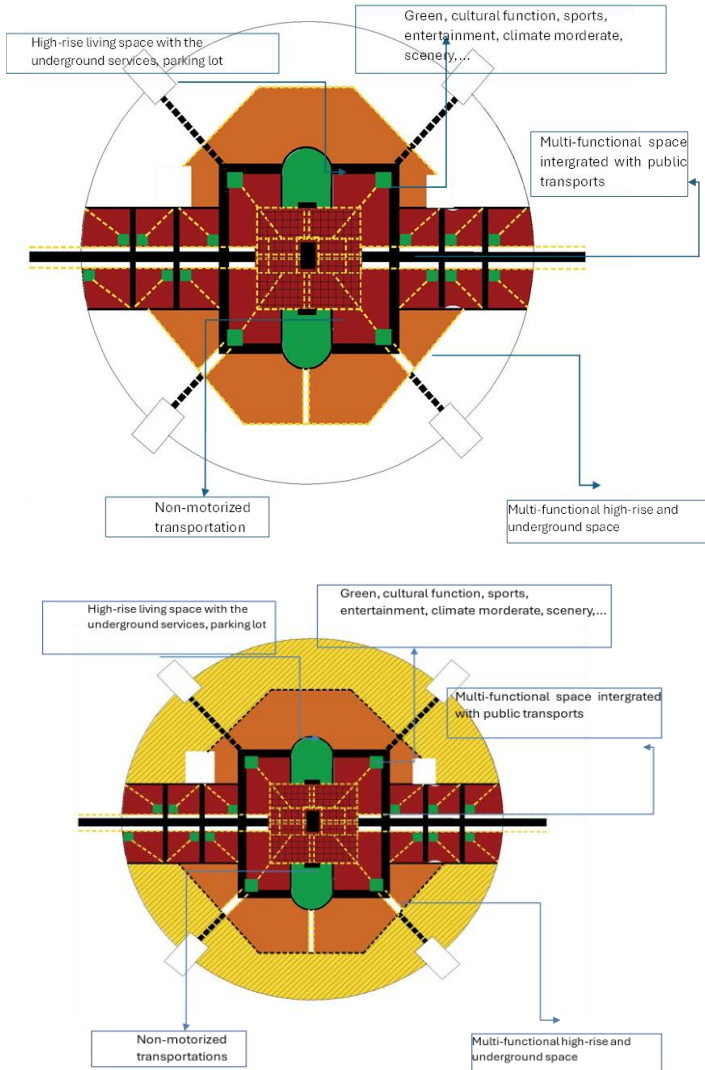 Green, cultural function, sports,
entertainment, climate morderate,
scenery,...
High-rise living space with the
underground services, parking lot
Multi-functional space
intergrated with public
transports
Non-motorized
transportation
Multi-functional high-rise and
underground space
Green, cultural function, sports,
entertainment, climate morderate, scenery,...
High-rise living space with the
underground services, parking lot
Multi-functional space intergrated
with public transports
Non-motorized
transportations
Multi-functional high-rise and
underground space